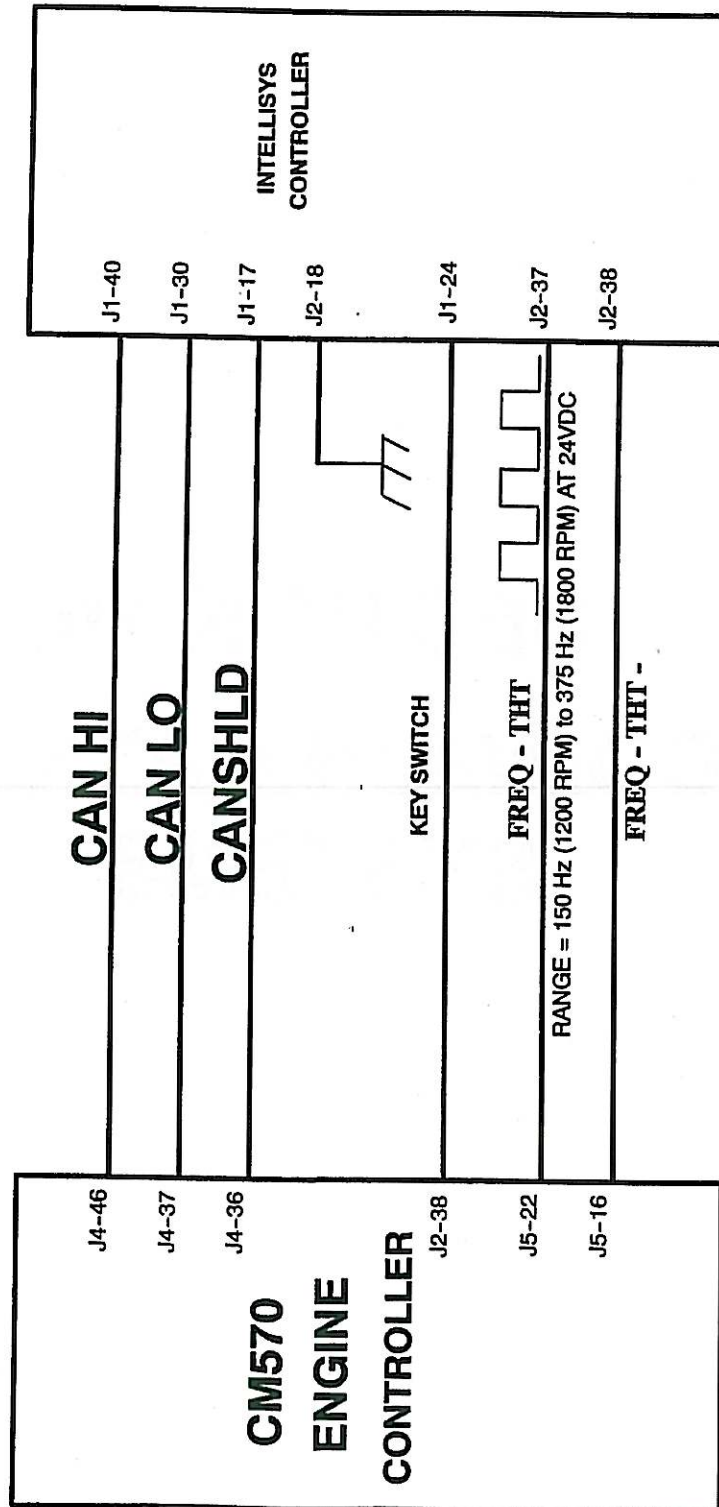 CM570
ENGINE
CONTROLLER
J4-46
J4-37
J4-36
J2-38
J5-22
J5-16
CAN HI
CAN LO
CANSHLD
KEY SWITCH
FREQ - THT
RANGE = 150 Hz (1200 RPM) to 375 Hz (1800 RPM) AT 24VDC
FREQ - THT -
J1-40
J1-30
J1-17
J2-18
J1-24
J2-37
J2-38
INTELLISYS
CONTROLLER